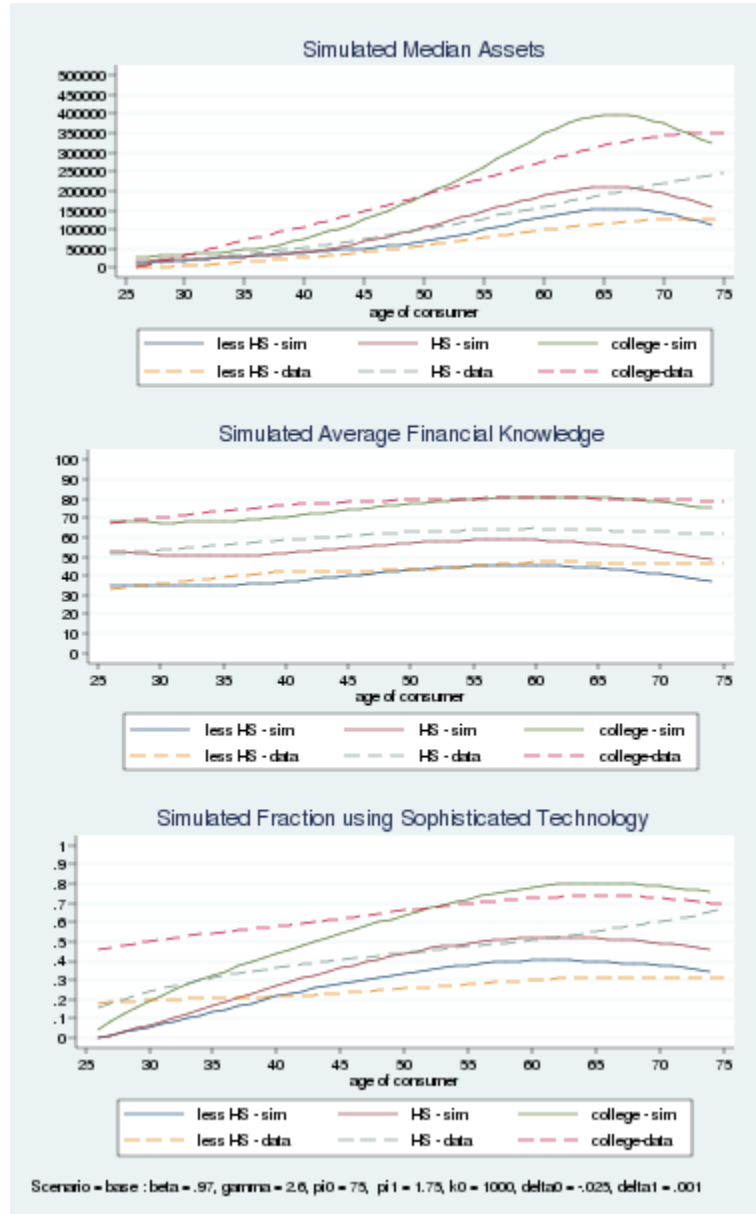 Simulated Median Assets
500000
450000
400000
350000
300000
250000
200000
150000
100000
50000
0
25 30 35 40 45 50 55 60 65 70 75
age of consumer
less HS - sim HS - sim college - sim
less HS - data HS - data college-data
Simulated Average Financial Knowledge
100
90
80
70
60
50
40
30
20
10
0
25 30 35 40 45 50 55 60 65 70 75
age of consumer
less HS - sim HS - sim college - sim
less HS - data HS - data college-data
Simulated Fraction using Sophisticated Technology
1
.9
.8
.7
.6
.5
.4
.3
.2
.1
0
25 30 35 40 45 50 55 60 65 70 75
age of consumer
less HS - sim HS - sim college - sim
less HS - data HS - data college-data
Scenario = base : beta = .97, gamma = 2.6, pi0 = 75, pi1 = 1.75, k0 = 1000, delta0 = -.025, delta1 = .001